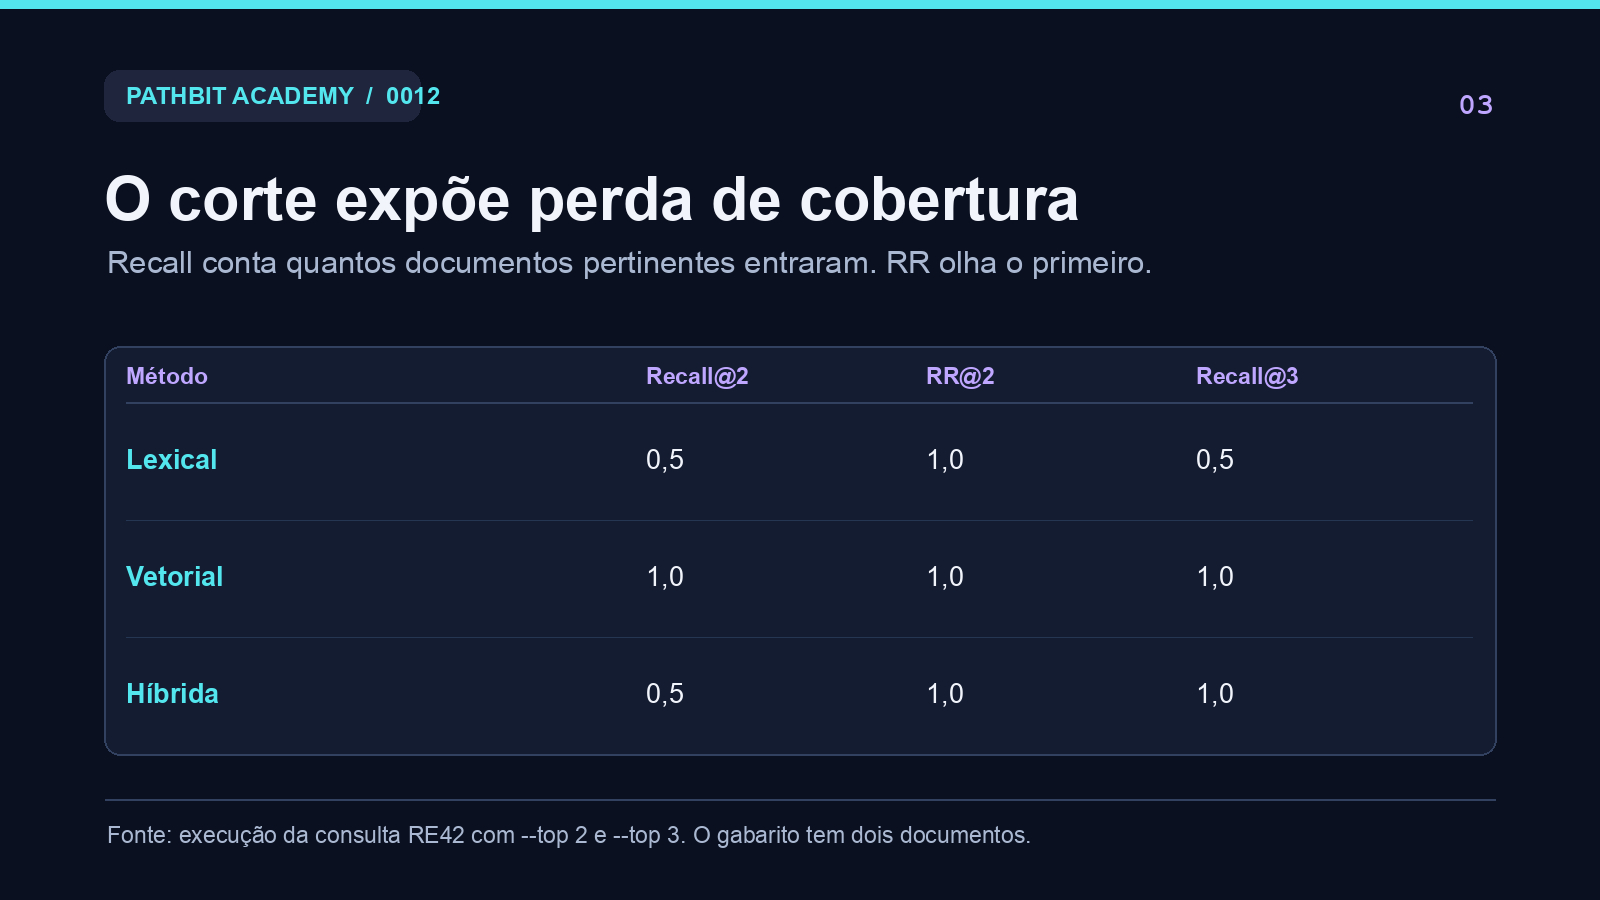 PATHBIT ACADEMY / 0012
03
O corte expõe perda de cobertura
Recall conta quantos documentos pertinentes entraram. RR olha o primeiro.
Método Recall@2 RR@2 Recall@3
Lexical 0,5 1,0 0,5
Vetorial 1,0 1,0 1,0
Híbrida 0,5 1,0 1,0
Fonte: execução da consulta RE42 com --top 2 e --top 3. O gabarito tem dois documentos.